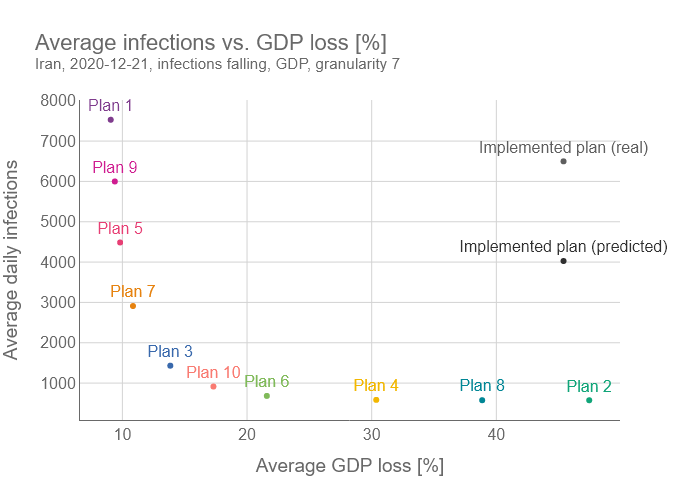 Average infections vs. GDP loss [%]
Iran, 2020-12-21, infections falling, GDP, granularity 7
8000
Plan 1
7000
Implemented plan (real)
6000
Plan 9
5000
Plan 5
Implemented plan (predicted)
4000
Plan 7
3000
2000
Plan 3
Plan 10
Plan 6
Plan 4
Plan 8
Plan 2
1000
10
20
30
40
Average GDP loss [%]
Average daily infections